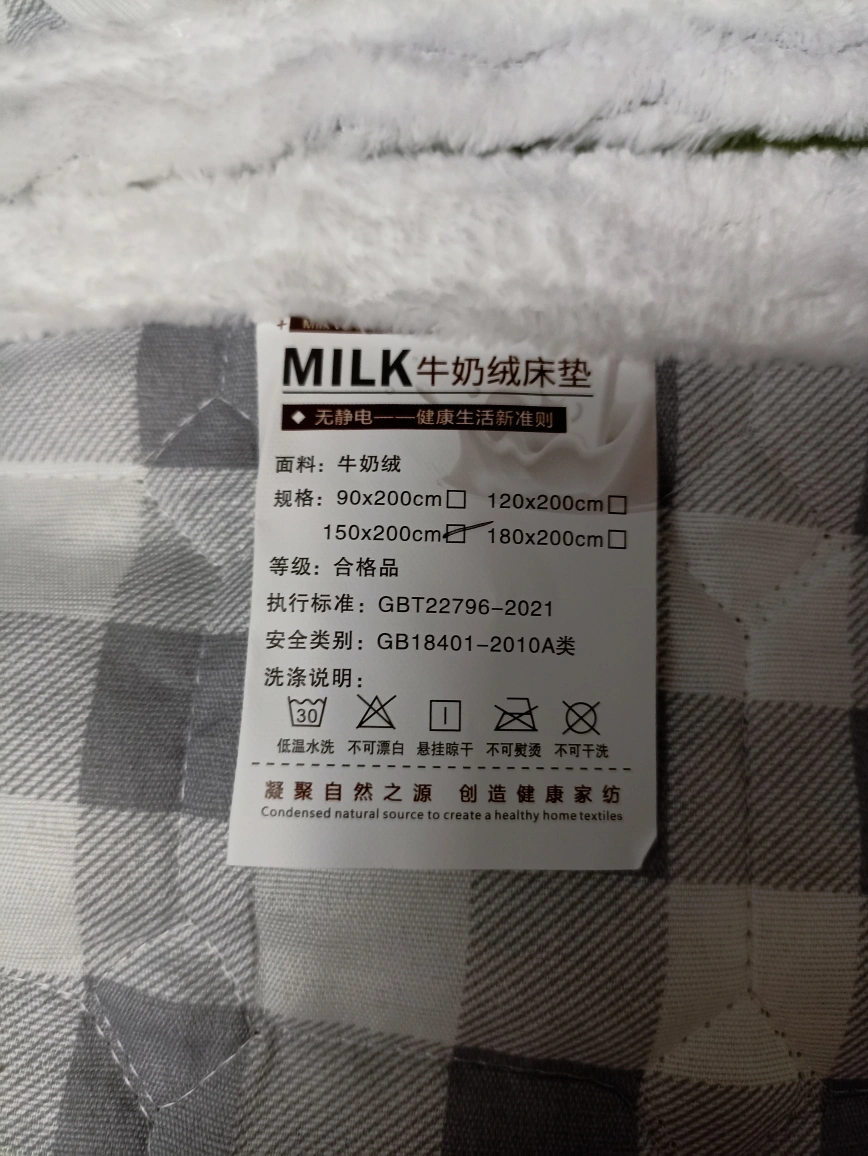 MILK牛奶绒床垫
无静电——健康生活新准则
面料：牛奶绒
规格：90x200cm□ 120x200cm□
150x200cm☑ 180x200cm□
等级：合格品
执行标准：GBT22796-2021
安全类别：GB18401-2010A类
洗涤说明：
30
低温水洗 不可漂白 悬挂晾干 不可熨烫 不可干洗
凝聚自然之源 创造健康家纺
Condensed natural source to create a healthy home textiles